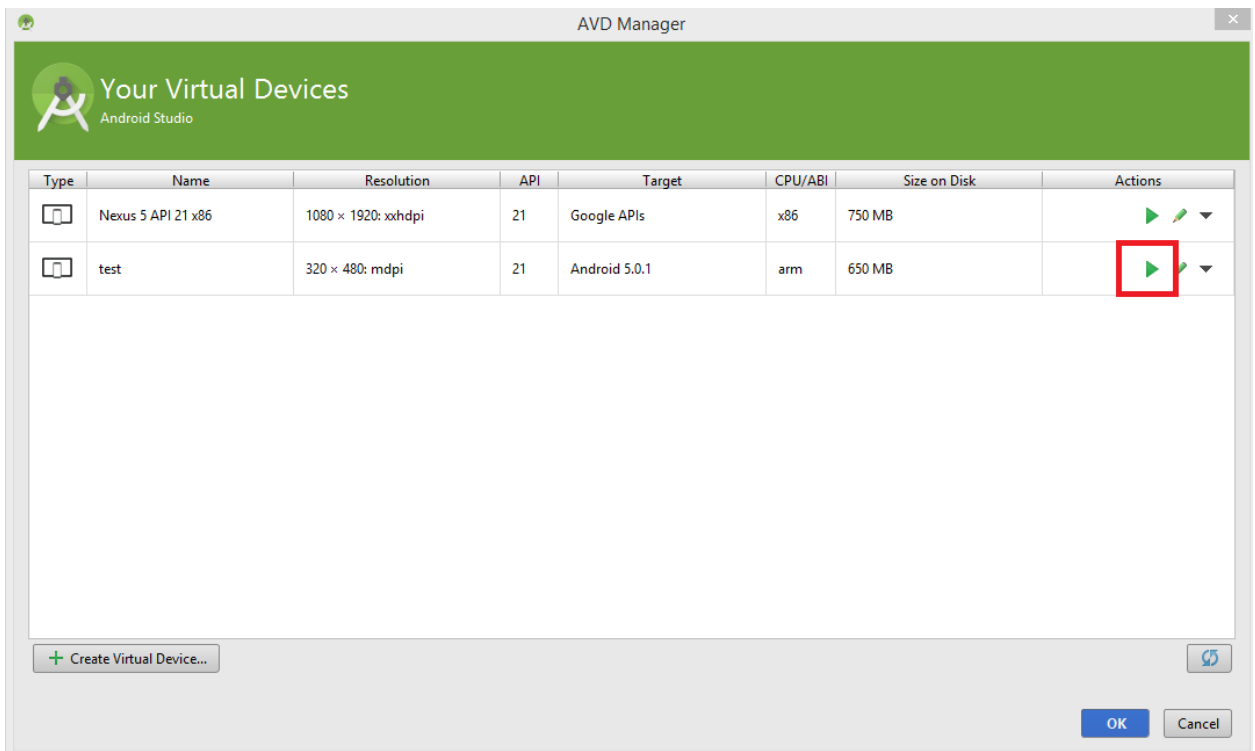 AVD Manager
Your Virtual Devices
Android Studio
Type Name Resolution API Target CPU/ABI Size on Disk Actions
Nexus 5 API 21 x86 1080 × 1920: xxhdpi 21 Google APIs x86 750 MB
test 320 × 480: mdpi 21 Android 5.0.1 arm 650 MB
Create Virtual Device...
OK Cancel